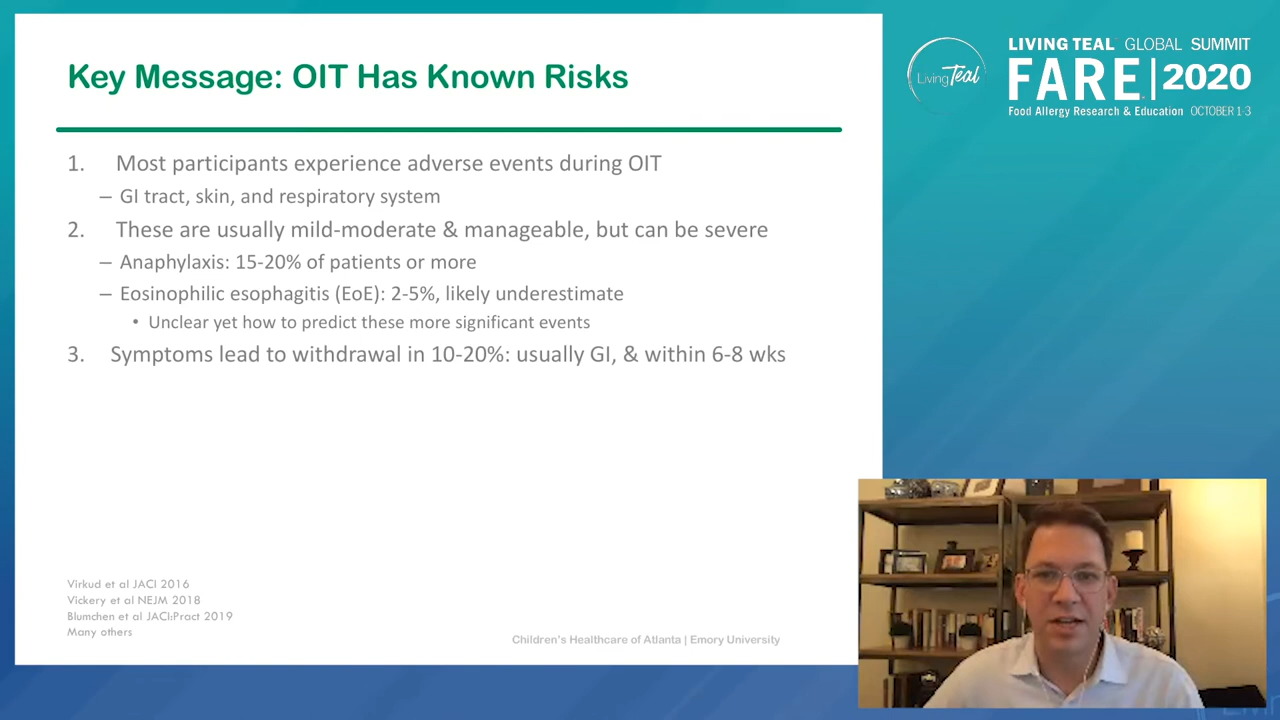 Key Message: OIT Has Known Risks
1. Most participants experience adverse events during OIT
– GI tract, skin, and respiratory system
2. These are usually mild-moderate & manageable, but can be severe
– Anaphylaxis: 15-20% of patients or more
– Eosinophilic esophagitis (EoE): 2-5%, likely underestimate
• Unclear yet how to predict these more significant events
3. Symptoms lead to withdrawal in 10-20%: usually GI, & within 6-8 wks
Virkud et al JACI 2016
Vickery et al NEJM 2018
Blumchen et al JACI:Pract 2019
Many others
Children's Healthcare of Atlanta | Emory University
Living Teal
LIVING TEAL GLOBAL SUMMIT
FARE | 2020
Food Allergy Research & Education OCTOBER 1-3